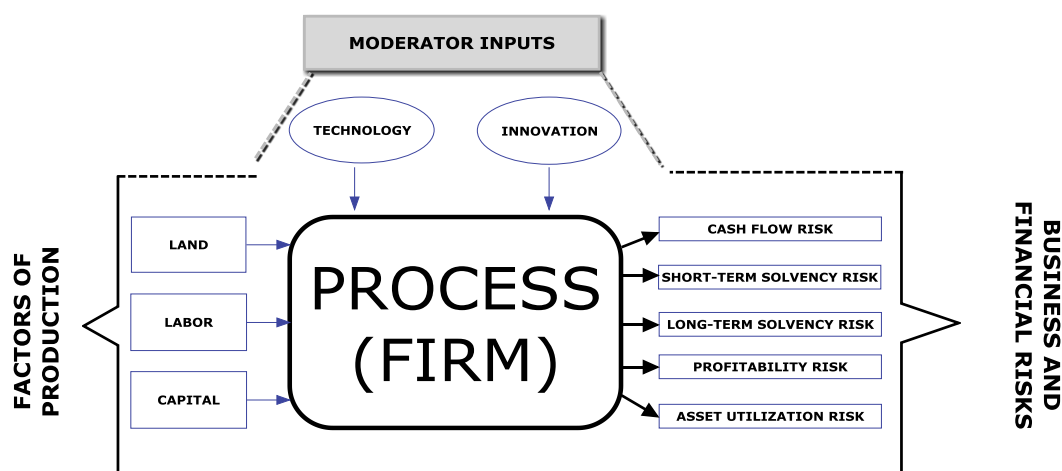 MODERATOR INPUTS
TECHNOLOGY
INNOVATION
FACTORS OF
PRODUCTION
LAND
LABOR
CAPITAL
PROCESS
(FIRM)
CASH FLOW RISK
SHORT-TERM SOLVENCY RISK
LONG-TERM SOLVENCY RISK
PROFITABILITY RISK
ASSET UTILIZATION RISK
BUSINESS AND
FINANCIAL RISKS